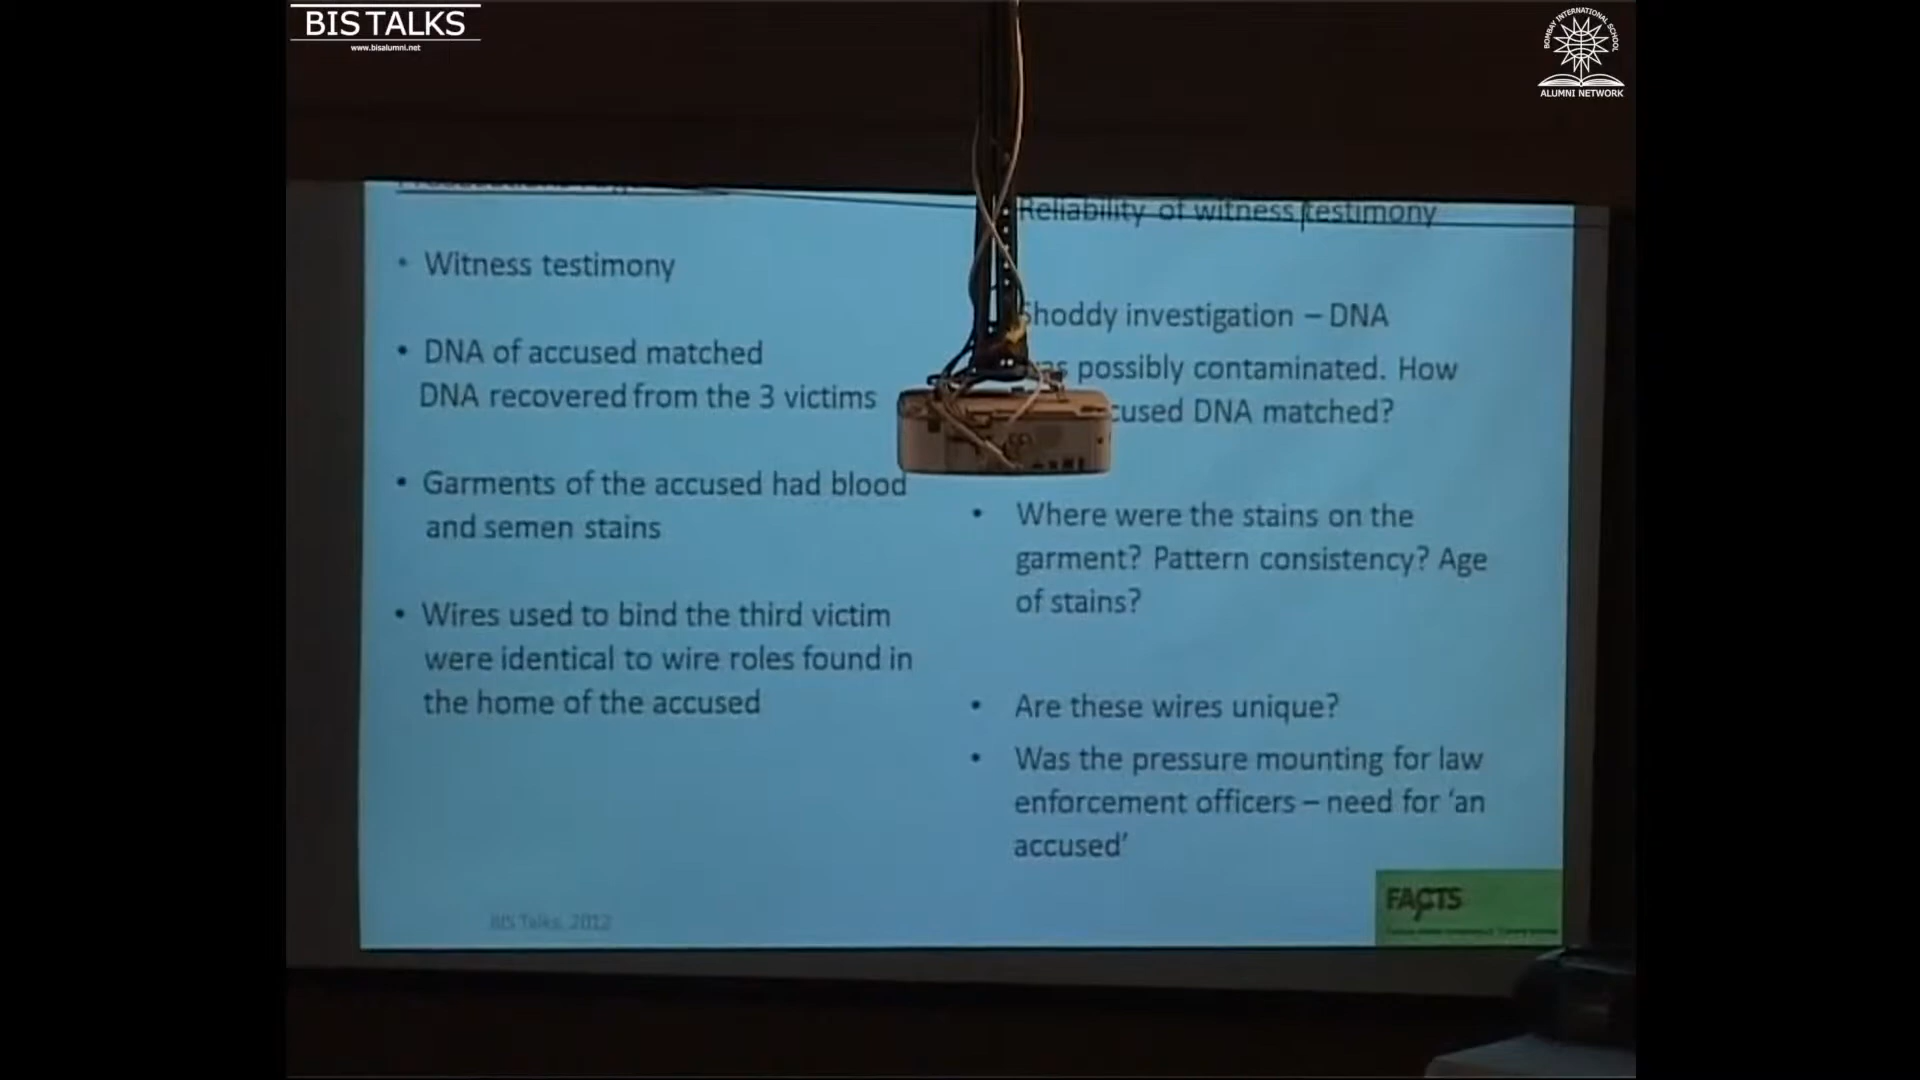 BIS TALKS
www.bisalumni.net
BOMBAY INTERNATIONAL SCHOOL
ALUMNI NETWORK
• Witness testimony
• DNA of accused matched
DNA recovered from the 3 victims
• Garments of the accused had blood
and semen stains
• Wires used to bind the third victim
were identical to wire roles found in
the home of the accused
Reliability of witness testimony
Shoddy investigation – DNA
possibly contaminated. How
cused DNA matched?
• Where were the stains on the
garment? Pattern consistency? Age
of stains?
• Are these wires unique?
• Was the pressure mounting for law
enforcement officers – need for ‘an
accused’
BIS Talks, 2012
FACTS